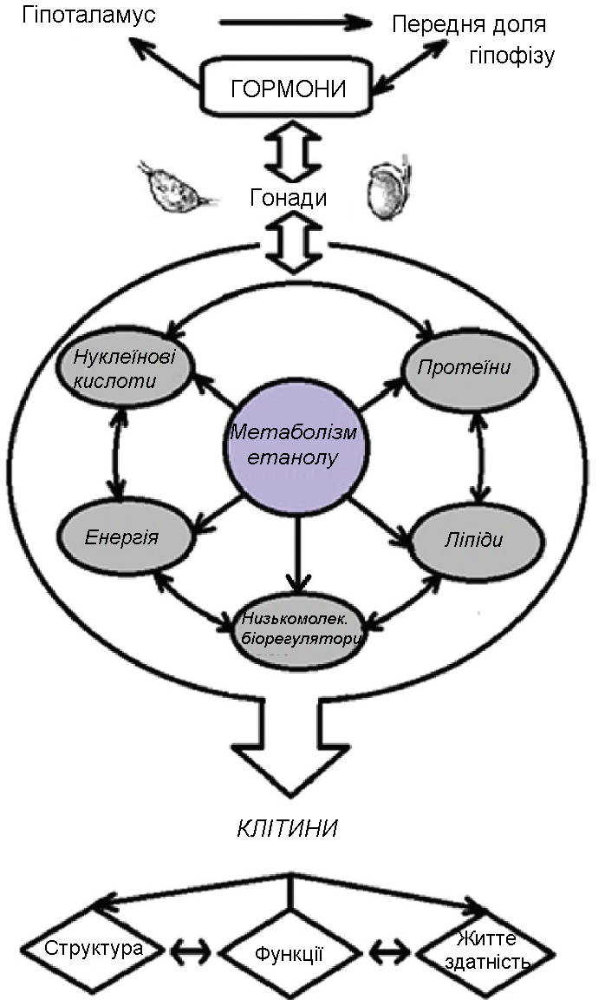 Гіпоталамус
Передня доля
гіпофізу
ГОРМОНИ
Гонади
Нуклеїнові
кислоти
Протеїни
Метаболізм
етанолу
Енергія
Ліпіди
Низькомолек.
біорегулятори
КЛІТИНИ
Структура
Функції
Житте
здатність